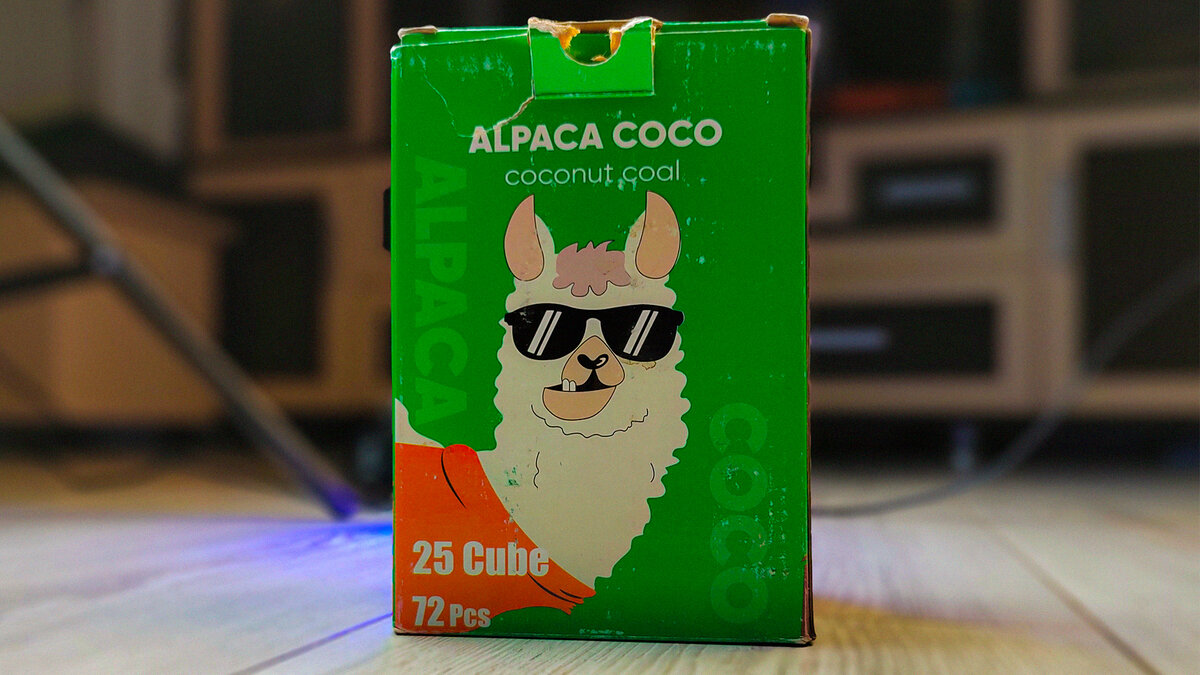 ALPACA COCO
coconut coal
ALPACA
COCO
25 Cube
72 Pcs